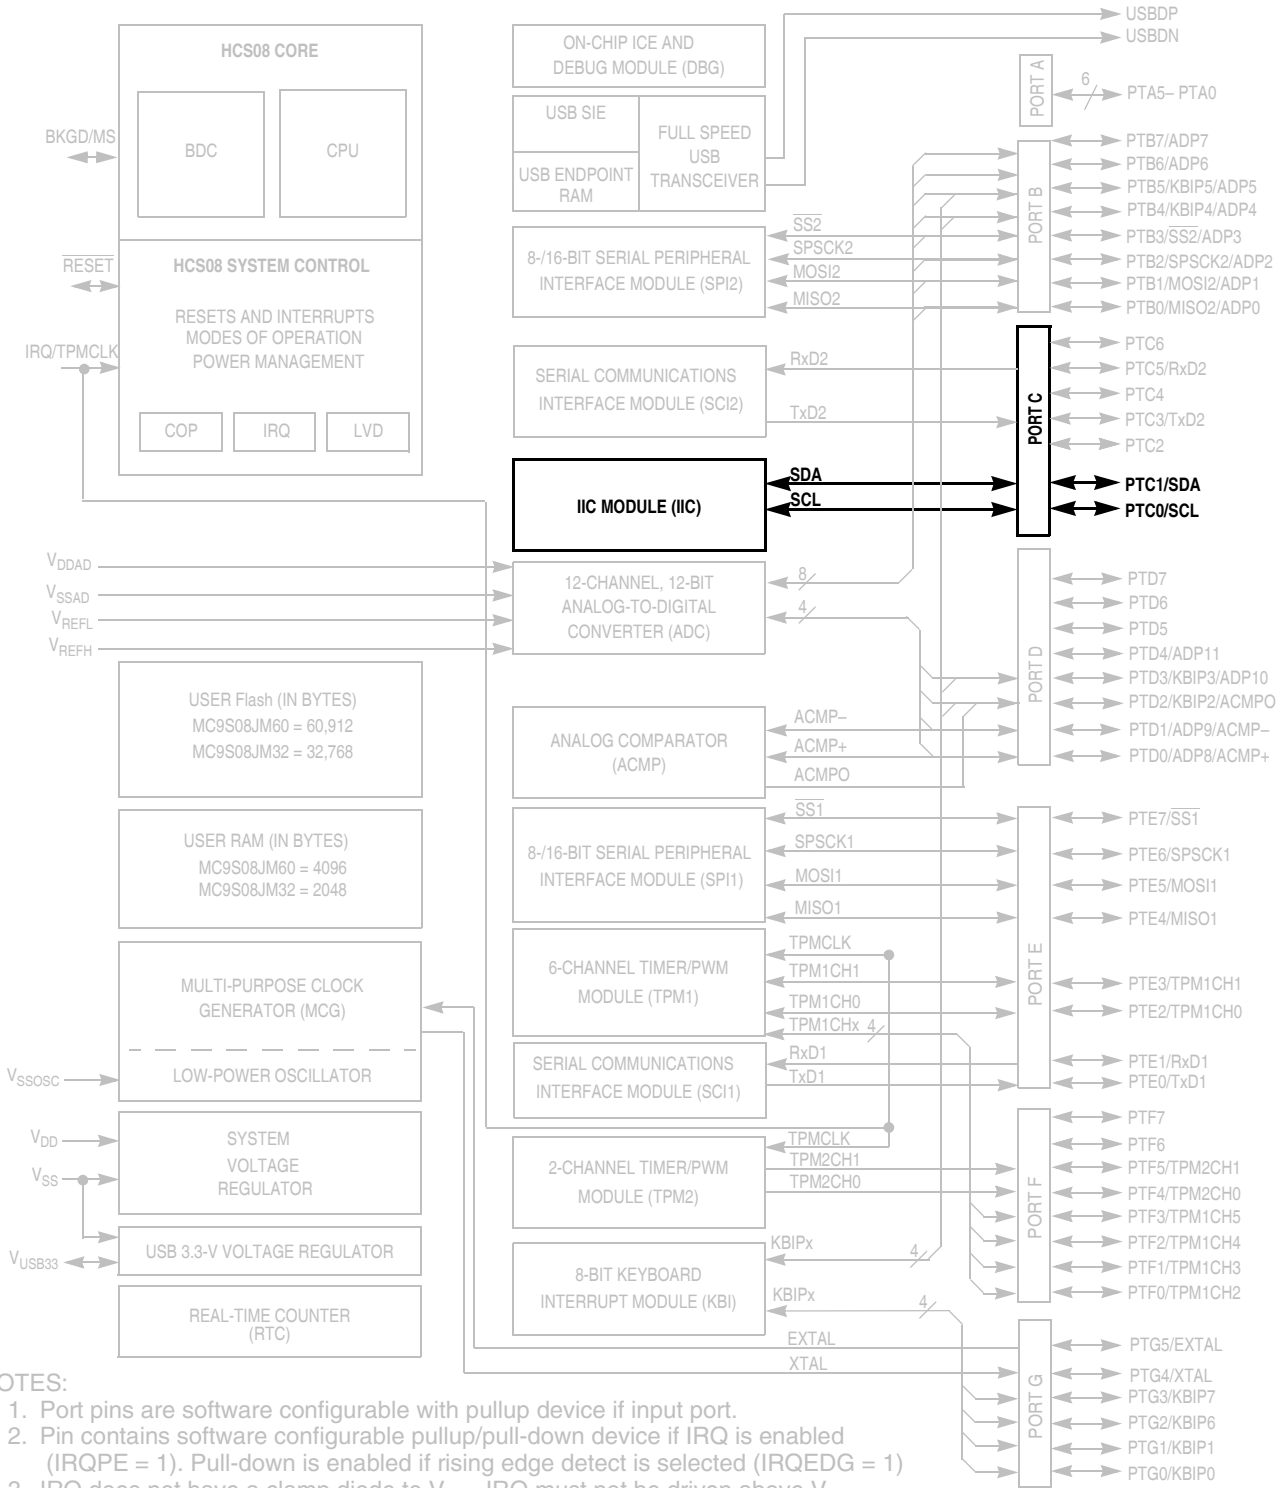 HCS08 CORE
BDC
CPU
BKGD/MS
RESET
HCS08 SYSTEM CONTROL
RESETS AND INTERRUPTS
MODES OF OPERATION
POWER MANAGEMENT
IRQ/TPMCLK
COP
IRQ
LVD
VDDAD
VSSAD
VREFL
VREFH
USER Flash (IN BYTES)
MC9S08JM60 = 60,912
MC9S08JM32 = 32,768
USER RAM (IN BYTES)
MC9S08JM60 = 4096
MC9S08JM32 = 2048
MULTI-PURPOSE CLOCK
GENERATOR (MCG)
LOW-POWER OSCILLATOR
VSSOSC
VDD
VSS
SYSTEM
VOLTAGE
REGULATOR
VUSB33
USB 3.3-V VOLTAGE REGULATOR
REAL-TIME COUNTER
(RTC)
ON-CHIP ICE AND
DEBUG MODULE (DBG)
USB SIE
USB ENDPOINT
RAM
FULL SPEED
USB
TRANSCEIVER
USBDP
USBDN
8-/16-BIT SERIAL PERIPHERAL
INTERFACE MODULE (SPI2)
SS2
SPSCK2
MOSI2
MISO2
SERIAL COMMUNICATIONS
INTERFACE MODULE (SCI2)
RxD2
TxD2
IIC MODULE (IIC)
SDA
SCL
12-CHANNEL, 12-BIT
ANALOG-TO-DIGITAL
CONVERTER (ADC)
8
4
ANALOG COMPARATOR
(ACMP)
ACMP–
ACMP+
ACMPO
8-/16-BIT SERIAL PERIPHERAL
INTERFACE MODULE (SPI1)
SS1
SPSCK1
MOSI1
MISO1
6-CHANNEL TIMER/PWM
MODULE (TPM1)
TPMCLK
TPM1CH1
TPM1CH0
TPM1CHx 4
SERIAL COMMUNICATIONS
INTERFACE MODULE (SCI1)
RxD1
TxD1
2-CHANNEL TIMER/PWM
MODULE (TPM2)
TPMCLK
TPM2CH1
TPM2CH0
8-BIT KEYBOARD
INTERRUPT MODULE (KBI)
KBIPx 4
KBIPx 4
EXTAL
XTAL
PORT A
6
PTA5– PTA0
PORT B
PTB7/ADP7
PTB6/ADP6
PTB5/KBIP5/ADP5
PTB4/KBIP4/ADP4
PTB3/SS2/ADP3
PTB2/SPSCK2/ADP2
PTB1/MOSI2/ADP1
PTB0/MISO2/ADP0
PORT C
PTC6
PTC5/RxD2
PTC4
PTC3/TxD2
PTC2
PTC1/SDA
PTC0/SCL
PORT D
PTD7
PTD6
PTD5
PTD4/ADP11
PTD3/KBIP3/ADP10
PTD2/KBIP2/ACMPO
PTD1/ADP9/ACMP–
PTD0/ADP8/ACMP+
PORT E
PTE7/SS1
PTE6/SPSCK1
PTE5/MOSI1
PTE4/MISO1
PTE3/TPM1CH1
PTE2/TPM1CH0
PTE1/RxD1
PTE0/TxD1
PORT F
PTF7
PTF6
PTF5/TPM2CH1
PTF4/TPM2CH0
PTF3/TPM1CH5
PTF2/TPM1CH4
PTF1/TPM1CH3
PTF0/TPM1CH2
PORT G
PTG5/EXTAL
PTG4/XTAL
PTG3/KBIP7
PTG2/KBIP6
PTG1/KBIP1
PTG0/KBIP0
OTES:
1. Port pins are software configurable with pullup device if input port.
2. Pin contains software configurable pullup/pull-down device if IRQ is enabled
(IRQPE = 1). Pull-down is enabled if rising edge detect is selected (IRQEDG = 1)
3. IRQ does not have a clamp diode to V IRQ must not be driven above V